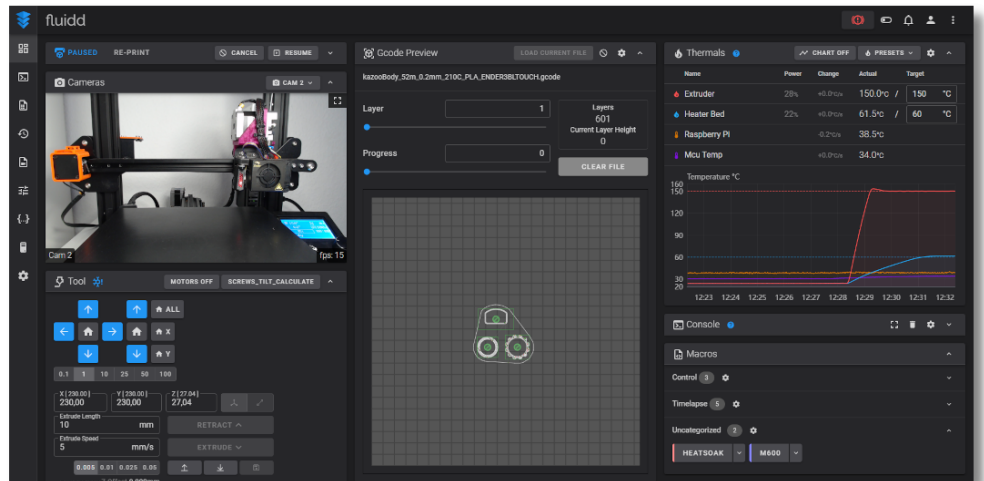 fluidd
PAUSED RE-PRINT CANCEL RESUME
Cameras CAM 2
Cam 2 fps: 15
Tool MOTORS OFF SCREWS_TILT_CALCULATE
ALL
X
Y
0.1 1 10 25 50 100
X [ 230.00 ] Y [ 230.00 ] Z [ 27.04 ]
230,00 230,00 27,04
Extrude Length
10 mm RETRACT
Extrude Speed
5 mm/s EXTRUDE
0.005 0.01 0.025 0.05
Gcode Preview LOAD CURRENT FILE
kazooBody_52m_0.2mm_210C_PLA_ENDER3BLTOUCH.gcode
Layer 1
Layers
601
Current Layer Height
0
Progress 0
CLEAR FILE
Thermals CHART OFF PRESETS
Name Power Change Actual Target
Extruder 28% +0.0°C/s 150.0°C / 150 °C
Heater Bed 22% +0.0°C/s 61.5°C / 60 °C
Raspberry Pi -0.2°C/s 38.5°C
Mcu Temp +0.0°C/s 34.0°C
Temperature °C
160
150
120
90
60
30
20
12:23 12:24 12:25 12:26 12:27 12:28 12:29 12:30 12:31 12:32
Console
Macros
Control 3
Timelapse 5
Uncategorized 2
HEATSOAK M600